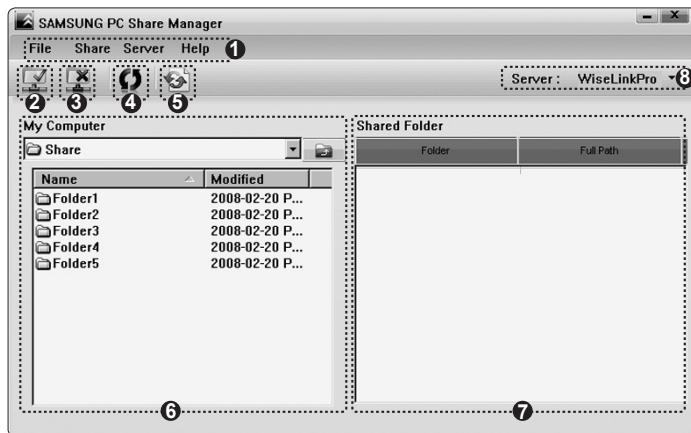 SAMSUNG PC Share Manager
File Share Server Help 1
2 3 4 5
Server : WiseLinkPro 8
My Computer
Share
Name Modified
Folder1 2008-02-20 P...
Folder2 2008-02-20 P...
Folder3 2008-02-20 P...
Folder4 2008-02-20 P...
Folder5 2008-02-20 P...
6
Shared Folder
Folder Full Path
7